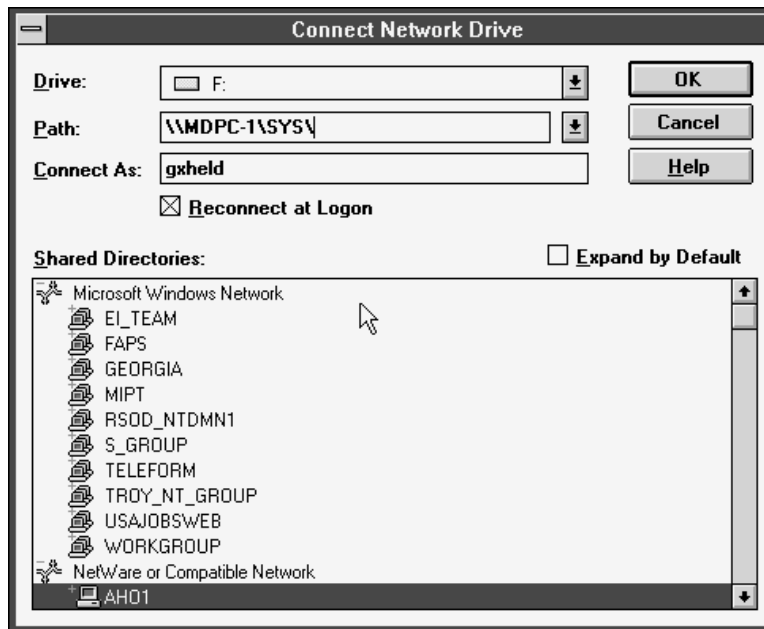 Connect Network Drive
Drive: F: OK
Path: \\MDPC-1\SYS\ Cancel
Connect As: gxheld Help
Reconnect at Logon
Shared Directories: Expand by Default
Microsoft Windows Network
EI_TEAM
FAPS
GEORGIA
MIPT
RSOD_NTDMN1
S_GROUP
TELEFORM
TROY_NT_GROUP
USAJOBSWEB
WORKGROUP
NetWare or Compatible Network
AHO1